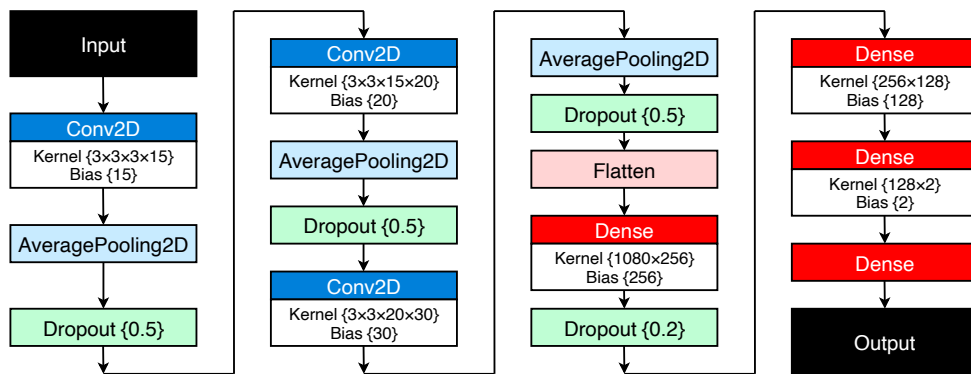 Input
Conv2D
Kernel {3×3×3×15}
Bias {15}
AveragePooling2D
Dropout {0.5}
Conv2D
Kernel {3×3×15×20}
Bias {20}
AveragePooling2D
Dropout {0.5}
Conv2D
Kernel {3×3×20×30}
Bias {30}
AveragePooling2D
Dropout {0.5}
Flatten
Dense
Kernel {1080×256}
Bias {256}
Dropout {0.2}
Dense
Kernel {256×128}
Bias {128}
Dense
Kernel {128×2}
Bias {2}
Dense
Output